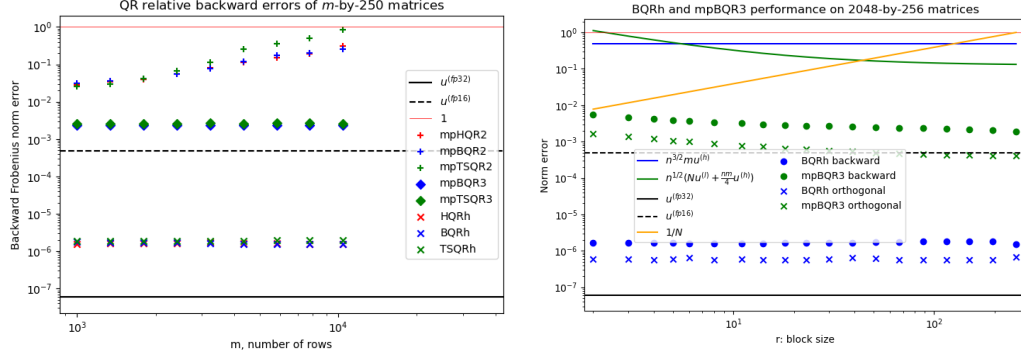 QR relative backward errors of m-by-250 matrices
Backward Frobenius norm error
10⁰
10⁻¹
10⁻²
10⁻³
10⁻⁴
10⁻⁵
10⁻⁶
10⁻⁷
10³
10⁴
m, number of rows
u^(fp32)
u^(fp16)
1
mpHQR2
mpBQR2
mpTSQR2
mpBQR3
mpTSQR3
HQRh
BQRh
TSQRh
BQRh and mpBQR3 performance on 2048-by-256 matrices
Norm error
10⁰
10⁻¹
10⁻²
10⁻³
10⁻⁴
10⁻⁵
10⁻⁶
10⁻⁷
10¹
10²
r: block size
n^(3/2)mu^(h)
n^(1/2)(Nu^(l) + nm/4 u^(h))
u^(fp32)
u^(fp16)
1/N
BQRh backward
mpBQR3 backward
BQRh orthogonal
mpBQR3 orthogonal